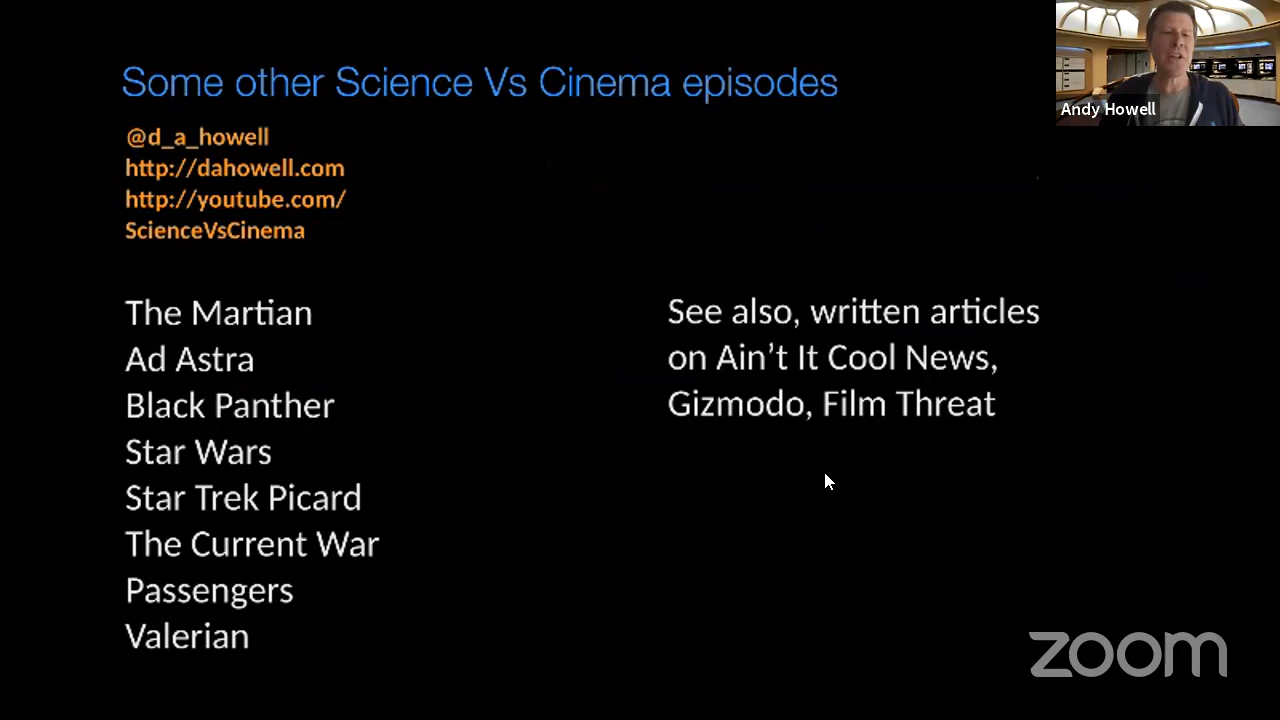 Some other Science Vs Cinema episodes
@d_a_howell
http://dahowell.com
http://youtube.com/
ScienceVsCinema
The Martian
Ad Astra
Black Panther
Star Wars
Star Trek Picard
The Current War
Passengers
Valerian
See also, written articles
on Ain’t It Cool News,
Gizmodo, Film Threat
Andy Howell
zoom